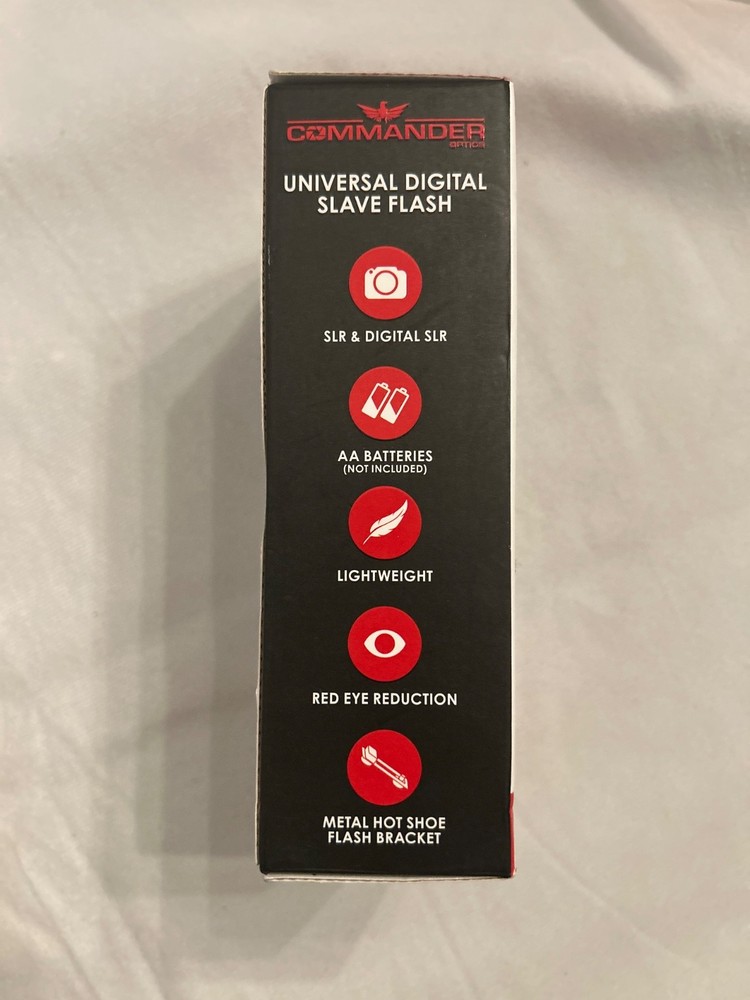 COMMANDER
OPTICS
UNIVERSAL DIGITAL
SLAVE FLASH
SLR & DIGITAL SLR
AA BATTERIES
(NOT INCLUDED)
LIGHTWEIGHT
RED EYE REDUCTION
METAL HOT SHOE
FLASH BRACKET